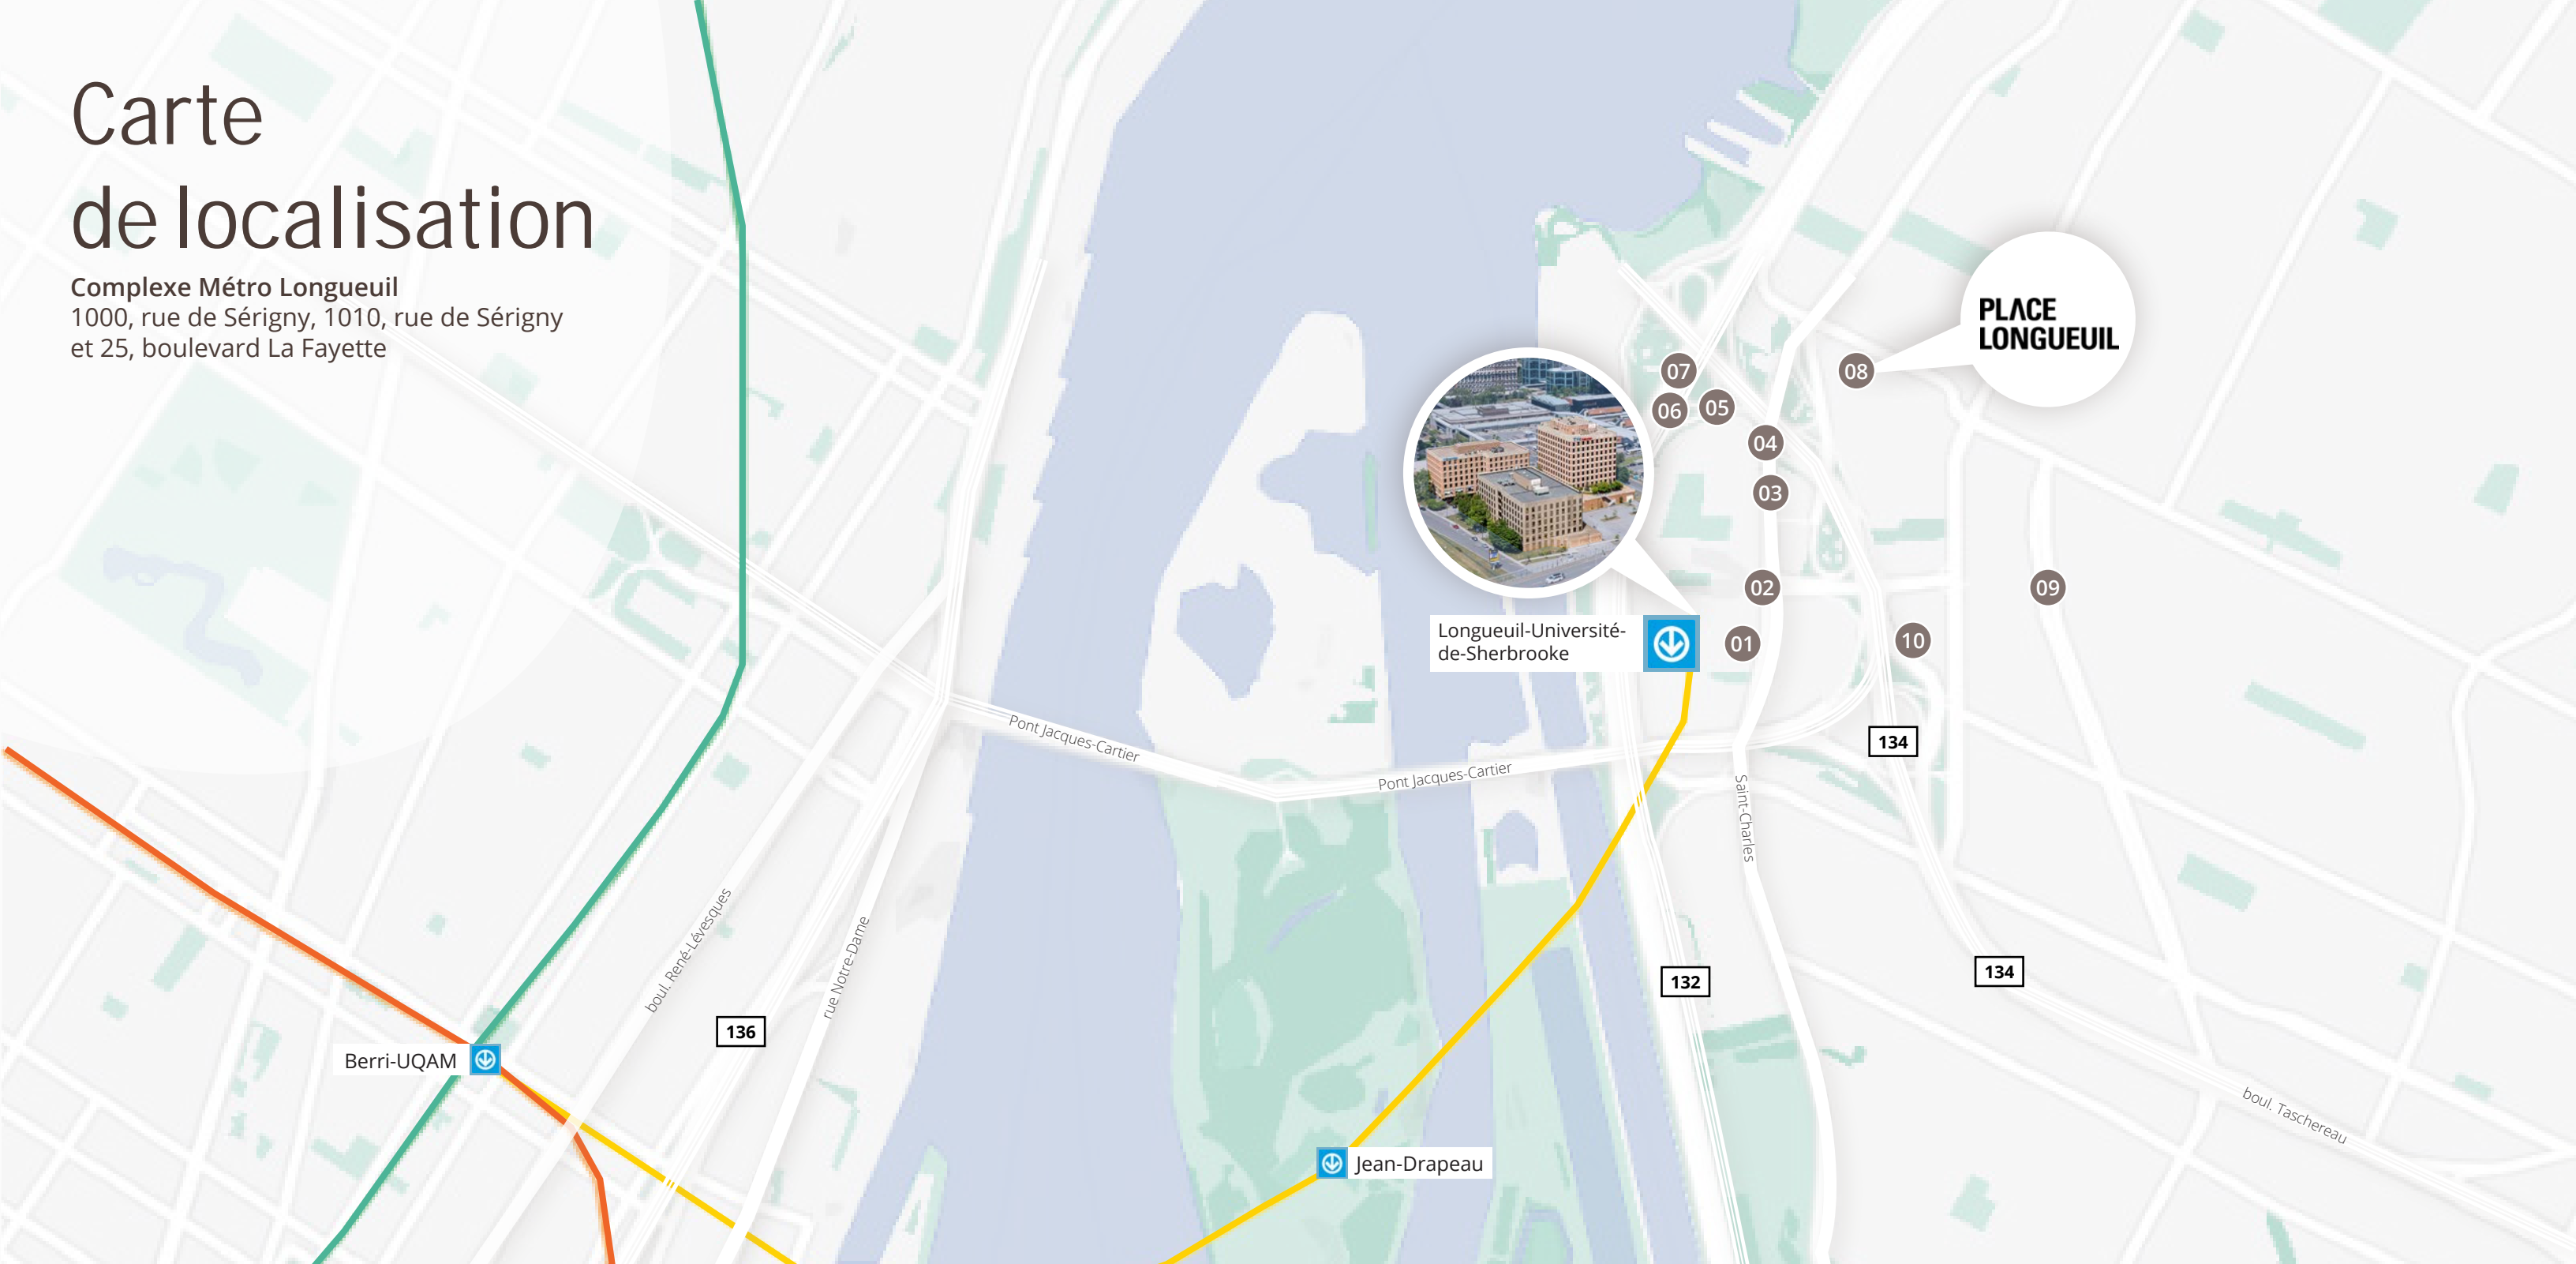 Carte
de localisation
Complexe Métro Longueuil
1000, rue de Sérigny, 1010, rue de Sérigny
et 25, boulevard La Fayette
PLACE
LONGUEUIL
07
08
06
05
04
03
02
09
Longueuil-Université-
de-Sherbrooke
01
10
Pont Jacques-Cartier
134
Pont Jacques-Cartier
Saint-Charles
boul. René-Lévesques
rue Notre-Dame
132
134
136
Berri-UQAM
boul. Taschereau
Jean-Drapeau